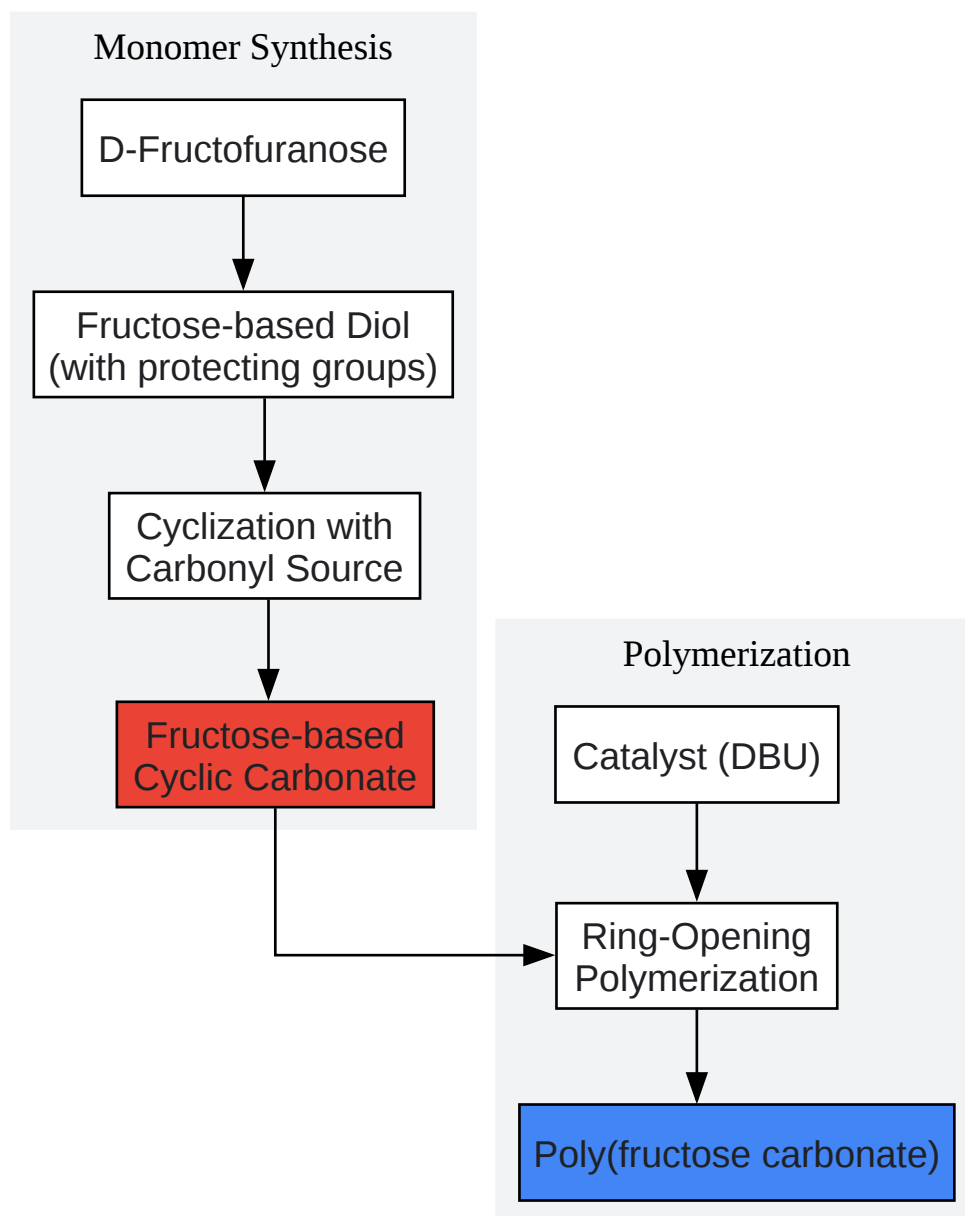 Monomer Synthesis
D-Fructofuranose
Fructose-based Diol
(with protecting groups)
Cyclization with
Carbonyl Source
Fructose-based
Cyclic Carbonate
Polymerization
Catalyst (DBU)
Ring-Opening
Polymerization
Poly(fructose carbonate)